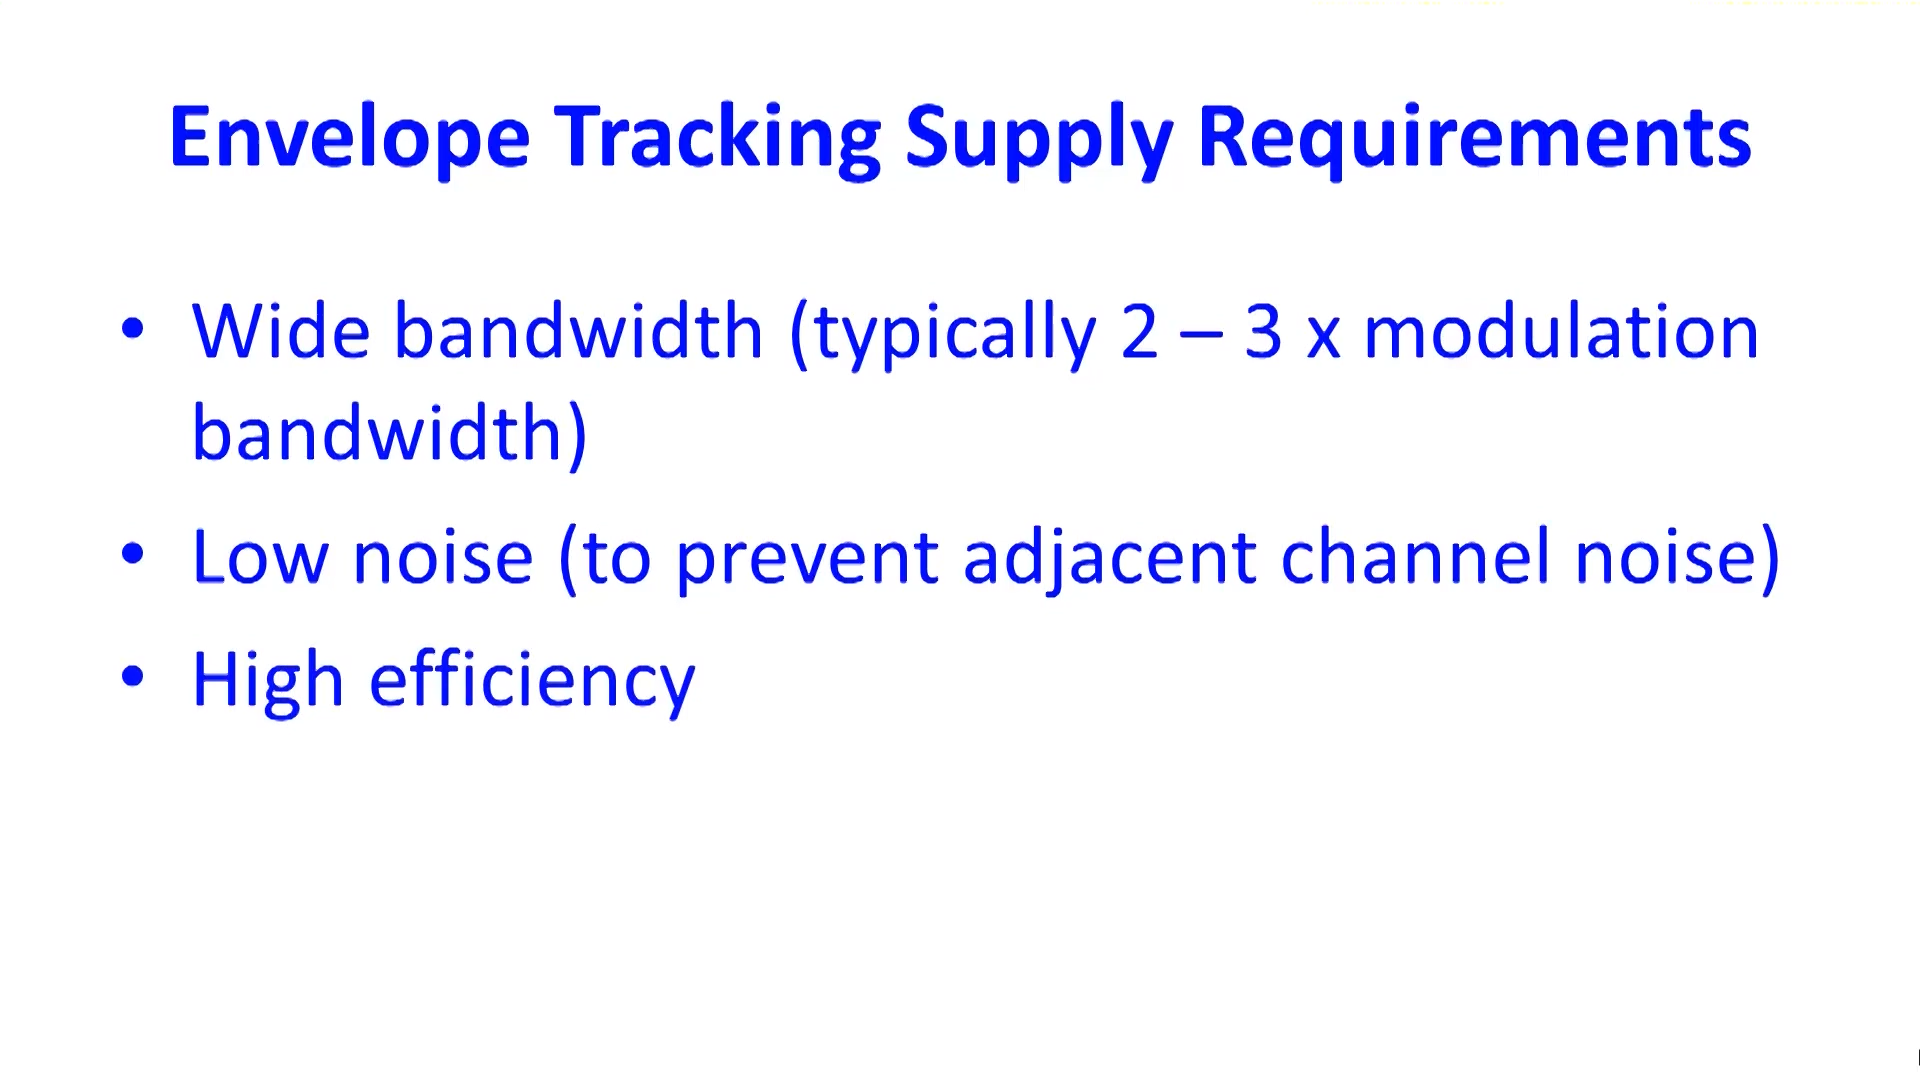 Envelope Tracking Supply Requirements
• Wide bandwidth (typically 2 – 3 x modulation
bandwidth)
• Low noise (to prevent adjacent channel noise)
• High efficiency